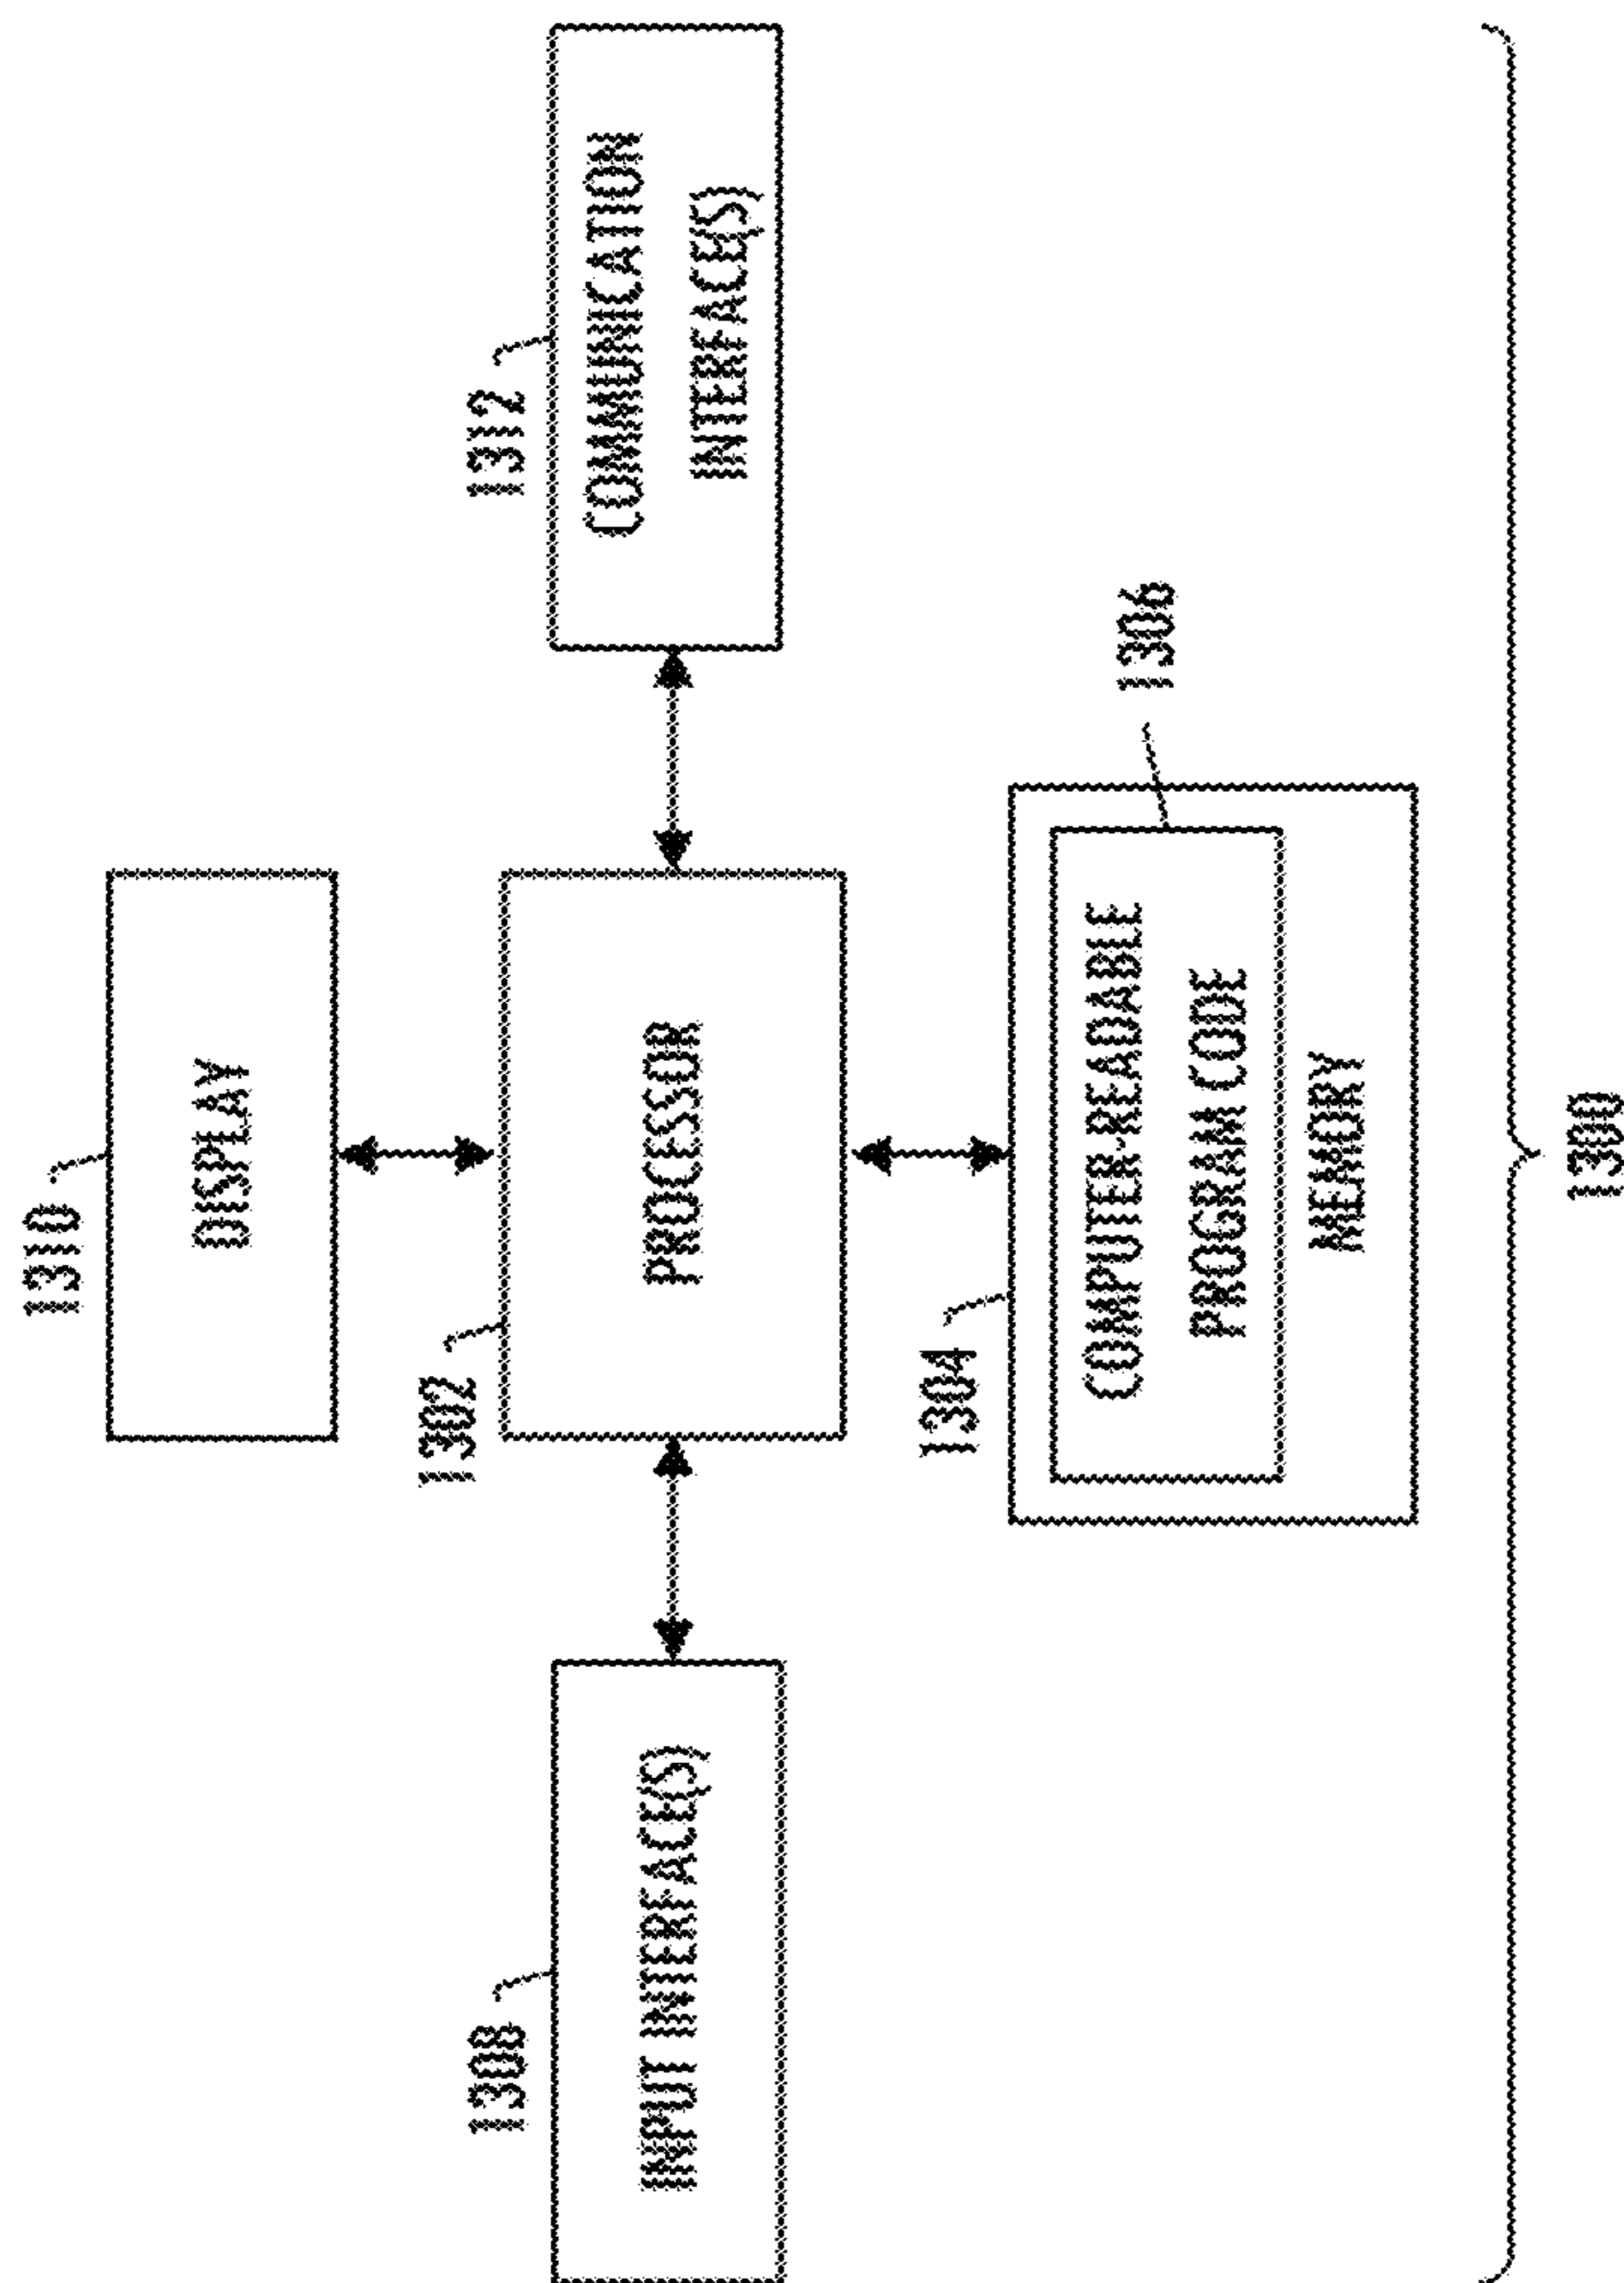 1310
DISPLAY
1302
PROCESSOR
1308
INPUT INTERFACE(S)
1312
COMMUNICATION
INTERFACE(S)
1304
1306
COMPUTER-READABLE
PROGRAM CODE
MEMORY
1300